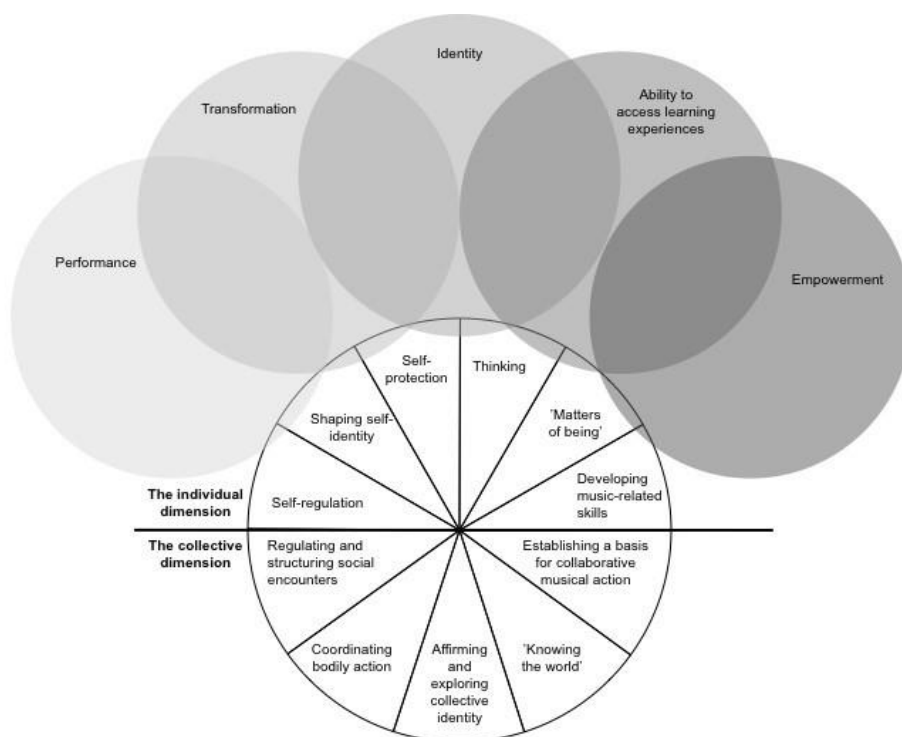 Identity
Transformation
Ability to
access learning
experiences
Performance
Empowerment
Self-
protection
Thinking
Shaping self-
identity
'Matters
of being'
The individual
dimension
Self-regulation
Developing
music-related
skills
The collective
dimension
Regulating and
structuring social
encounters
Establishing a basis
for collaborative
musical action
Coordinating
bodily action
Affirming
and
exploring
collective
identity
'Knowing
the world'